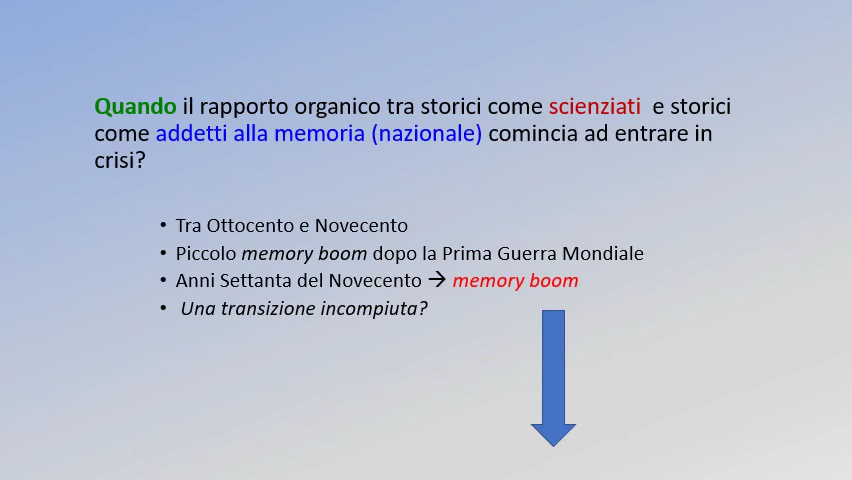 Quando il rapporto organico tra storici come scienziati e storici
come addetti alla memoria (nazionale) comincia ad entrare in
crisi?
• Tra Ottocento e Novecento
• Piccolo memory boom dopo la Prima Guerra Mondiale
• Anni Settanta del Novecento → memory boom
• Una transizione incompiuta?